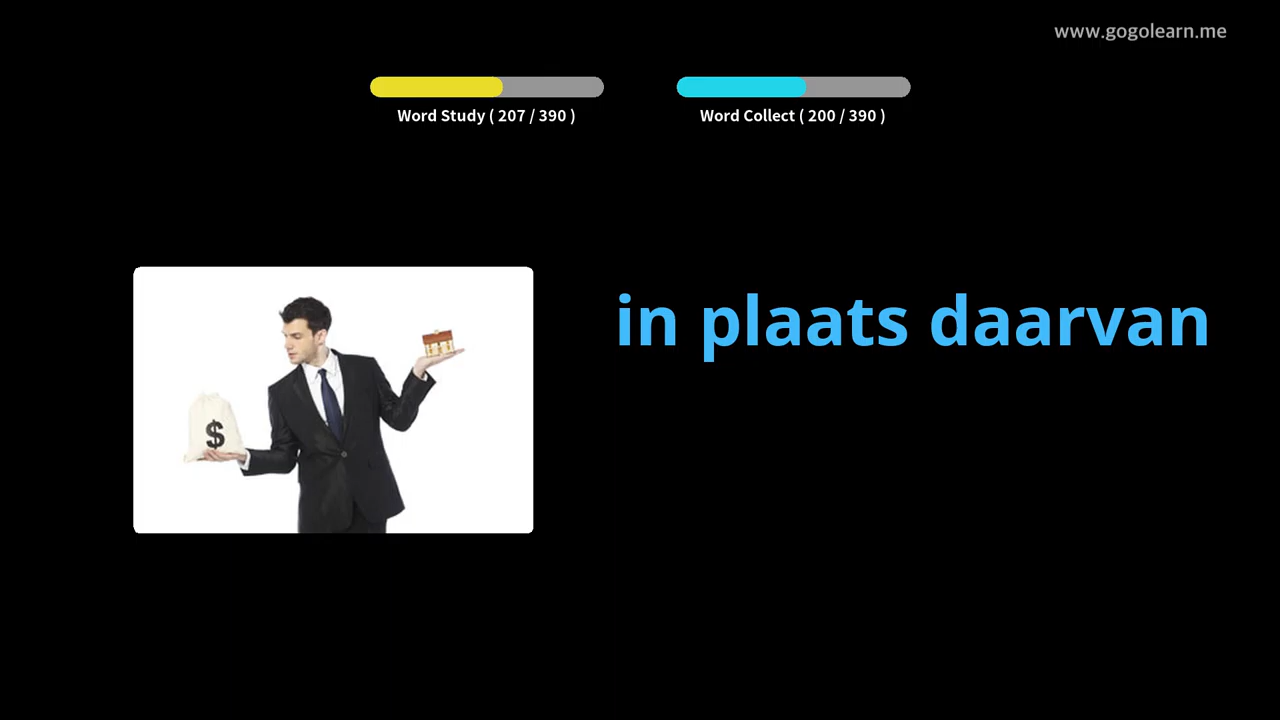 www.gogolearn.me
Word Study ( 207 / 390 )
Word Collect ( 200 / 390 )
in plaats daarvan
$